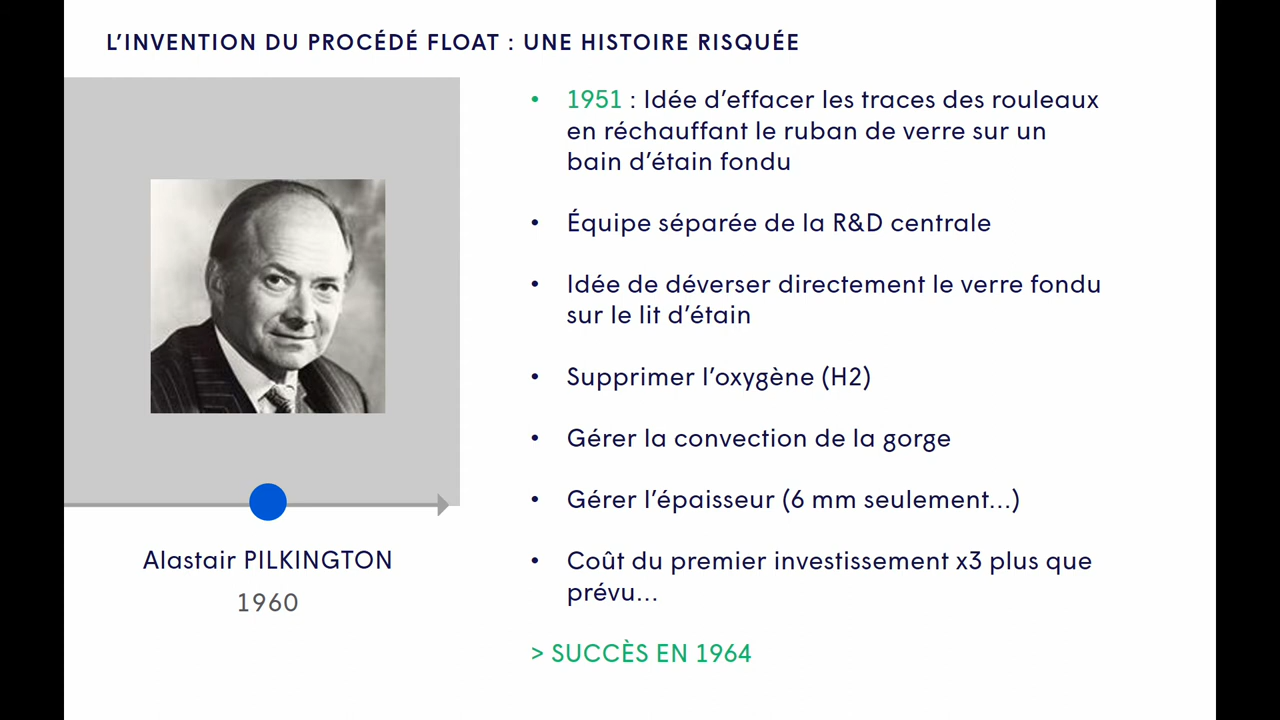 L'INVENTION DU PROCÉDÉ FLOAT : UNE HISTOIRE RISQUÉE
• 1951 : Idée d'effacer les traces des rouleaux
en réchauffant le ruban de verre sur un
bain d'étain fondu
• Équipe séparée de la R&D centrale
• Idée de déverser directement le verre fondu
sur le lit d'étain
• Supprimer l'oxygène (H2)
• Gérer la convection de la gorge
• Gérer l'épaisseur (6 mm seulement...)
• Coût du premier investissement x3 plus que
prévu...
> SUCCÈS EN 1964
Alastair PILKINGTON
1960